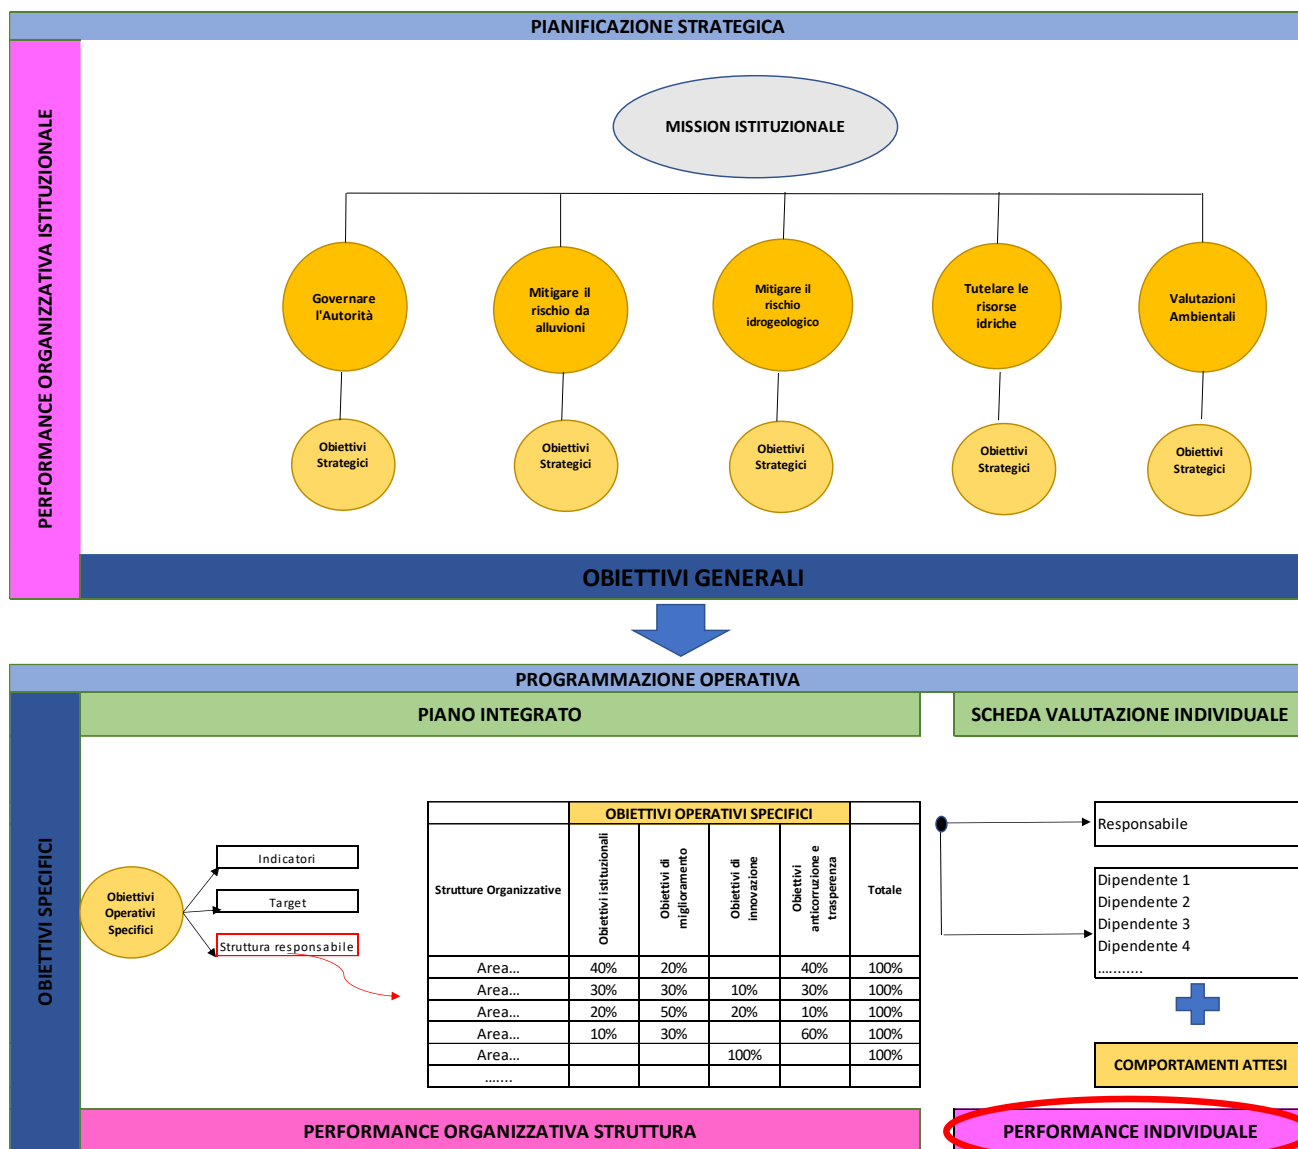 PIANIFICAZIONE STRATEGICA
PERFORMANCE ORGANIZZATIVA ISTITUZIONALE
MISSION ISTITUZIONALE
Governare
l'Autorità
Mitigare il
rischio da
alluvioni
Mitigare il
rischio
idrogeologico
Tutelare le
risorse
idriche
Valutazioni
Ambientali
Obiettivi
Strategici
Obiettivi
Strategici
Obiettivi
Strategici
Obiettivi
Strategici
Obiettivi
Strategici
OBIETTIVI GENERALI
PROGRAMMAZIONE OPERATIVA
OBIETTIVI SPECIFICI
PIANO INTEGRATO
SCHEDA VALUTAZIONE INDIVIDUALE
Obiettivi
Operativi
Specifici
Indicatori
Target
Struttura responsabile
OBIETTIVI OPERATIVI SPECIFICI
Strutture Organizzative
Obiettivi istituzionali
Obiettivi di
miglioramento
Obiettivi di
innovazione
Obiettivi
anticorruzione e
trasperenza
Totale
Area... 40% 20% 40% 100%
Area... 30% 30% 10% 30% 100%
Area... 20% 50% 20% 10% 100%
Area... 10% 30% 60% 100%
Area... 100% 100%
.......
Responsabile
Dipendente 1
Dipendente 2
Dipendente 3
Dipendente 4
...........
COMPORTAMENTI ATTESI
PERFORMANCE ORGANIZZATIVA STRUTTURA
PERFORMANCE INDIVIDUALE